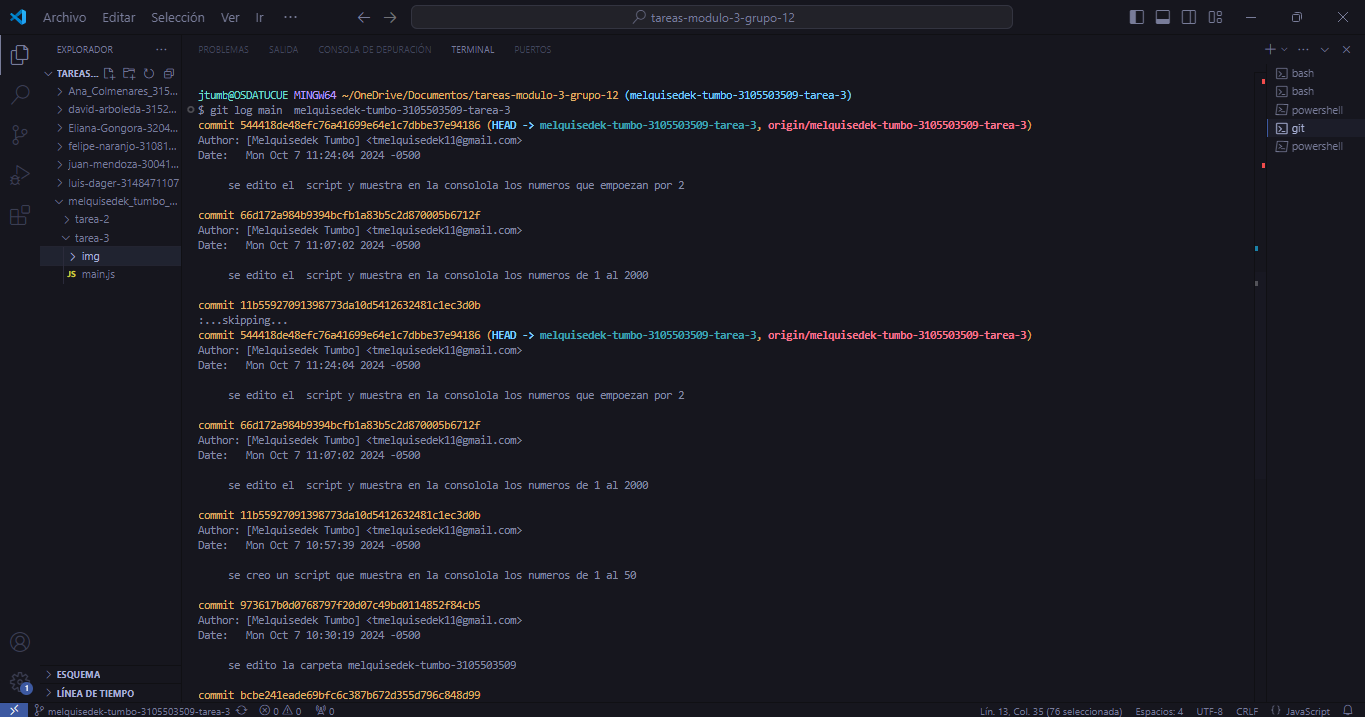 Archivo Editar Selección Ver Ir ···
tareas-modulo-3-grupo-12
EXPLORADOR ···
TAREAS...
Ana_Colmenares_315...
david-arboleda-3152...
Eliana-Gongora-3204...
felipe-naranjo-31081...
juan-mendoza-30041...
luis-dager-3148471107
melquisedek_tumbo_...
tarea-2
tarea-3
img
JS main.js
ESQUEMA
LÍNEA DE TIEMPO
PROBLEMAS SALIDA CONSOLA DE DEPURACIÓN TERMINAL PUERTOS
jtumb@OSDATUCUE MINGW64 ~/OneDrive/Documentos/tareas-modulo-3-grupo-12 (melquisedek-tumbo-3105503509-tarea-3)
$ git log main  melquisedek-tumbo-3105503509-tarea-3
commit 544418de48efc76a41699e64e1c7dbbe37e94186 (HEAD -> melquisedek-tumbo-3105503509-tarea-3, origin/melquisedek-tumbo-3105503509-tarea-3)
Author: [Melquisedek Tumbo] <tmelquisedek11@gmail.com>
Date:   Mon Oct 7 11:24:04 2024 -0500
se edito el  script y muestra en la consolola los numeros que empoezan por 2
commit 66d172a984b9394bcfb1a83b5c2d870005b6712f
Author: [Melquisedek Tumbo] <tmelquisedek11@gmail.com>
Date:   Mon Oct 7 11:07:02 2024 -0500
se edito el  script y muestra en la consolola los numeros de 1 al 2000
commit 11b55927091398773da10d5412632481c1ec3d0b
:...skipping...
commit 544418de48efc76a41699e64e1c7dbbe37e94186 (HEAD -> melquisedek-tumbo-3105503509-tarea-3, origin/melquisedek-tumbo-3105503509-tarea-3)
Author: [Melquisedek Tumbo] <tmelquisedek11@gmail.com>
Date:   Mon Oct 7 11:24:04 2024 -0500
se edito el  script y muestra en la consolola los numeros que empoezan por 2
commit 66d172a984b9394bcfb1a83b5c2d870005b6712f
Author: [Melquisedek Tumbo] <tmelquisedek11@gmail.com>
Date:   Mon Oct 7 11:07:02 2024 -0500
se edito el  script y muestra en la consolola los numeros de 1 al 2000
commit 11b55927091398773da10d5412632481c1ec3d0b
Author: [Melquisedek Tumbo] <tmelquisedek11@gmail.com>
Date:   Mon Oct 7 10:57:39 2024 -0500
se creo un script que muestra en la consolola los numeros de 1 al 50
commit 973617b0d0768797f20d07c49bd0114852f84cb5
Author: [Melquisedek Tumbo] <tmelquisedek11@gmail.com>
Date:   Mon Oct 7 10:30:19 2024 -0500
se edito la carpeta melquisedek-tumbo-3105503509
commit bcbe241eade69bfc6c387b672d355d796c848d99
bash
bash
powershell
git
powershell
1
melquisedek-tumbo-3105503509-tarea-3 0 0 0 Lín. 13, Col. 35 (76 seleccionada) Espacios: 4 UTF-8 CRLF {} JavaScript